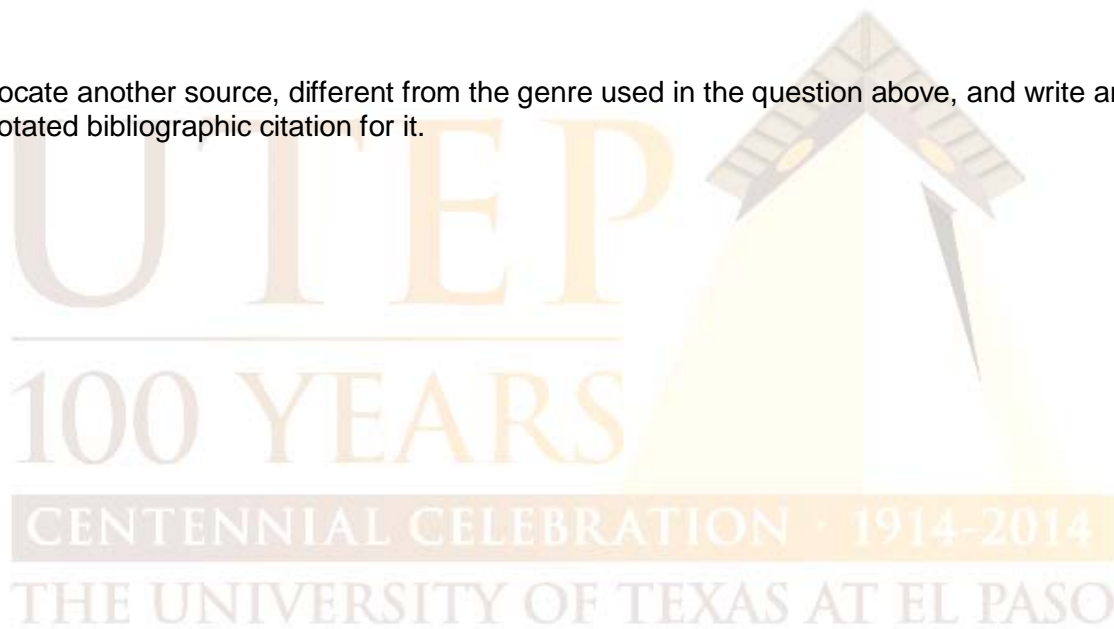 ocate another source, different from the genre used in the question above, and write an
otated bibliographic citation for it.
UTEP
100 YEARS
CENTENNIAL CELEBRATION · 1914-2014
THE UNIVERSITY OF TEXAS AT EL PASO